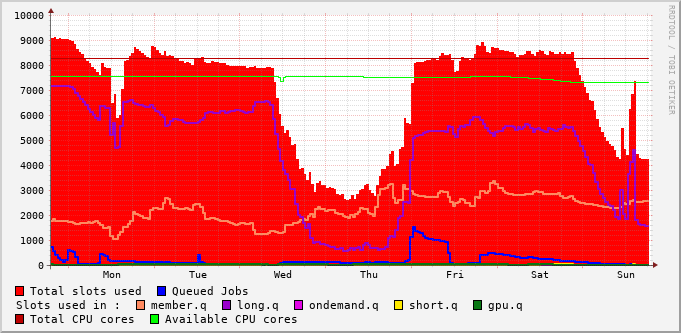 RRDTOOL / TOBI OETIKER
10000
9000
8000
7000
6000
5000
4000
3000
2000
1000
0
Mon Tue Wed Thu Fri Sat Sun
Total slots used Queued Jobs
Slots used in : member.q long.q ondemand.q short.q gpu.q
Total CPU cores Available CPU cores